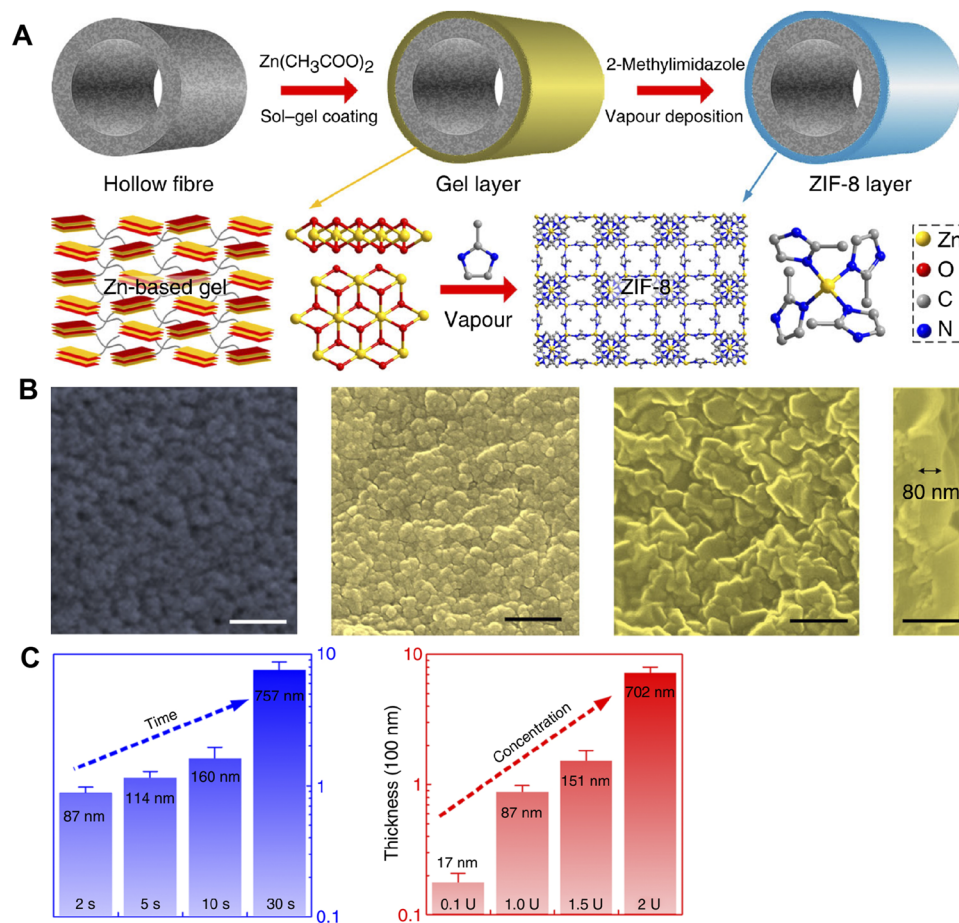 A
Zn(CH₃COO)₂
Sol–gel coating
2-Methylimidazole
Vapour deposition
Hollow fibre
Gel layer
ZIF-8 layer
Zn-based gel
Vapour
ZIF-8
Zn
O
C
N
B
80 nm
C
10
1
0.1
Time
87 nm
114 nm
160 nm
757 nm
2 s
5 s
10 s
30 s
Thickness (100 nm)
10
1
0.1
Concentration
17 nm
87 nm
151 nm
702 nm
0.1 U
1.0 U
1.5 U
2 U